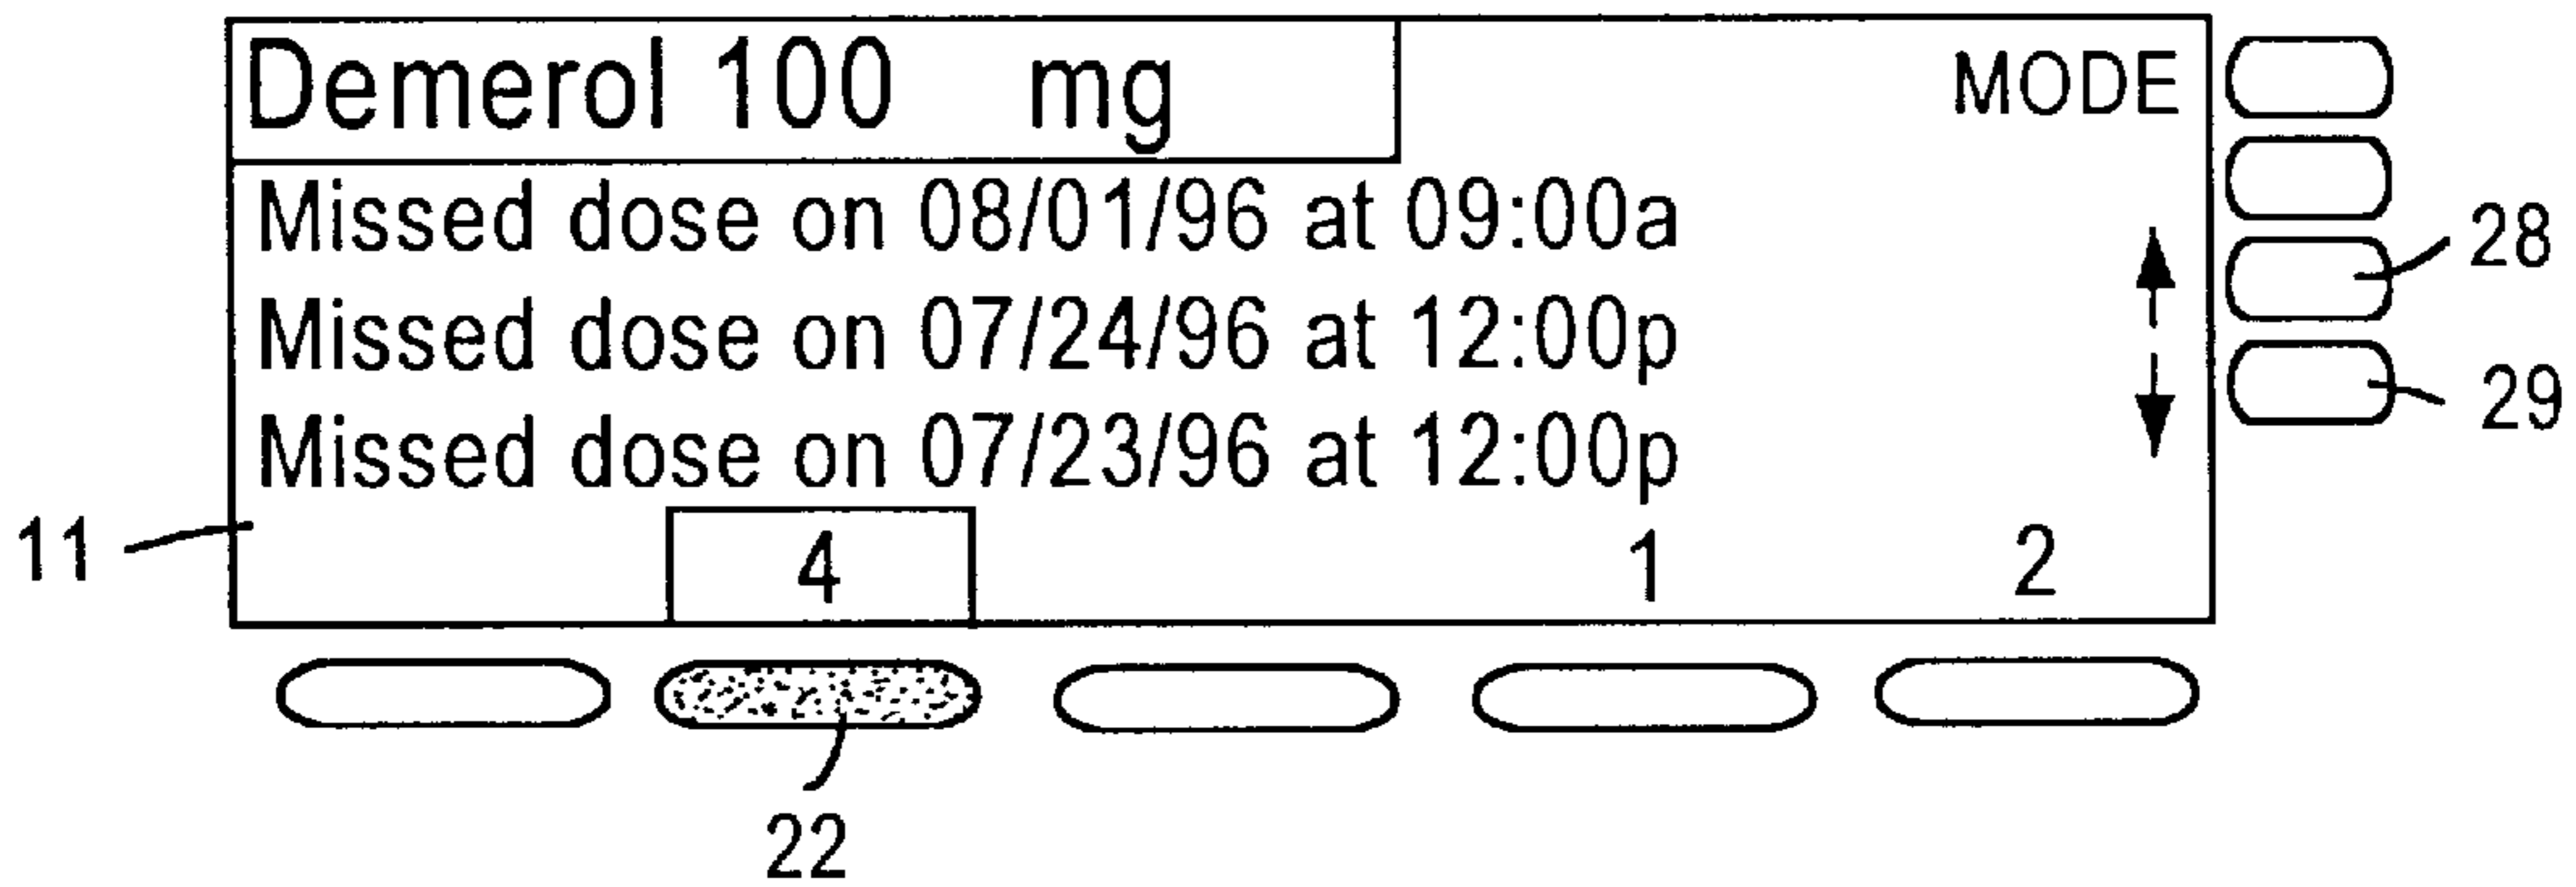 Demerol 100 mg
MODE
Missed dose on 08/01/96 at 09:00a
28
Missed dose on 07/24/96 at 12:00p
29
Missed dose on 07/23/96 at 12:00p
11
4 1 2
22